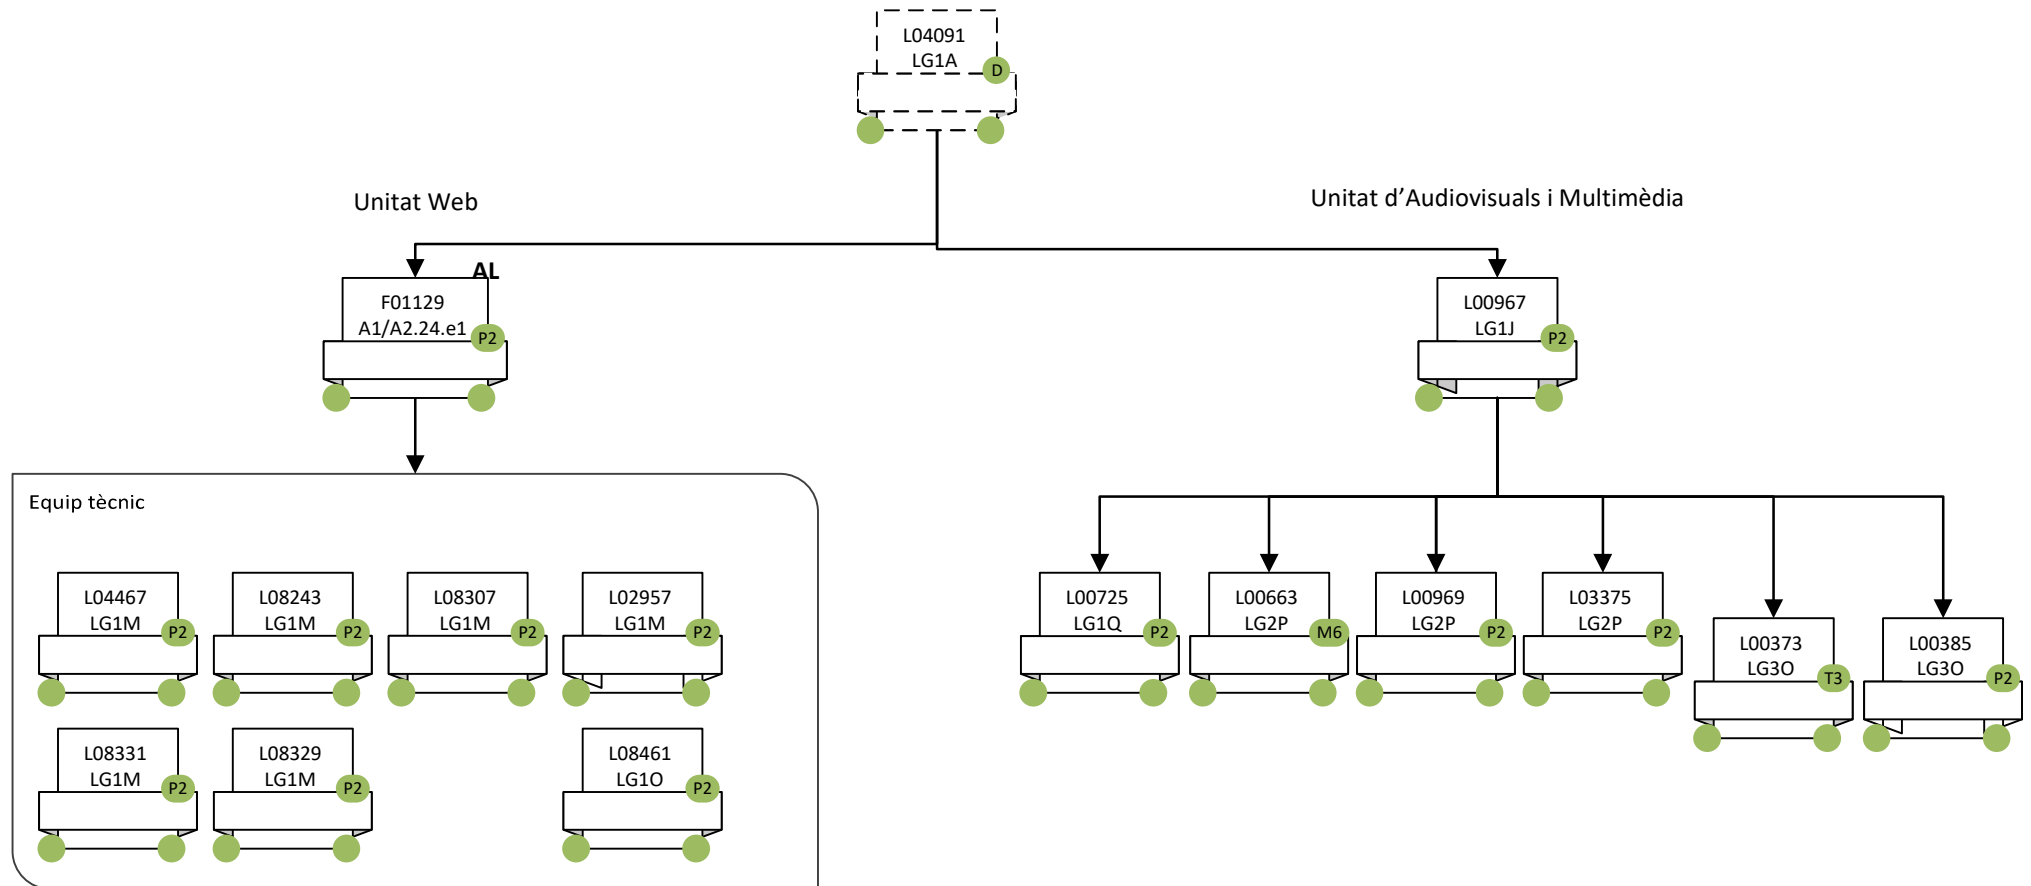 L04091
LG1A
D
Unitat Web
Unitat d’Audiovisuals i Multimèdia
AL
F01129
A1/A2.24.e1
P2
L00967
LG1J
P2
Equip tècnic
L04467
LG1M
P2
L08243
LG1M
P2
L08307
LG1M
P2
L02957
LG1M
P2
L08331
LG1M
P2
L08329
LG1M
P2
L08461
LG1O
P2
L00725
LG1Q
P2
L00663
LG2P
M6
L00969
LG2P
P2
L03375
LG2P
P2
L00373
LG3O
T3
L00385
LG3O
P2